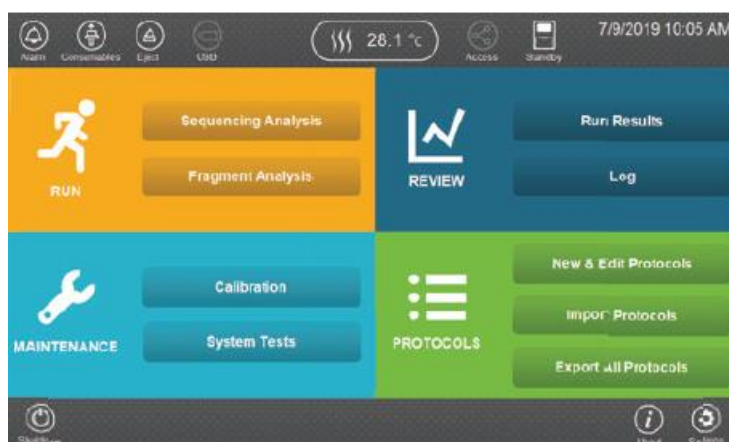 28.1 °C
7/9/2019 10:05 AM
Alarm Consumables Eject USB Access Standby
Sequencing Analysis
Fragment Analysis
RUN
Run Results
Log
REVIEW
Calibration
System Tests
MAINTENANCE
New & Edit Protocols
Import Protocols
Export All Protocols
PROTOCOLS